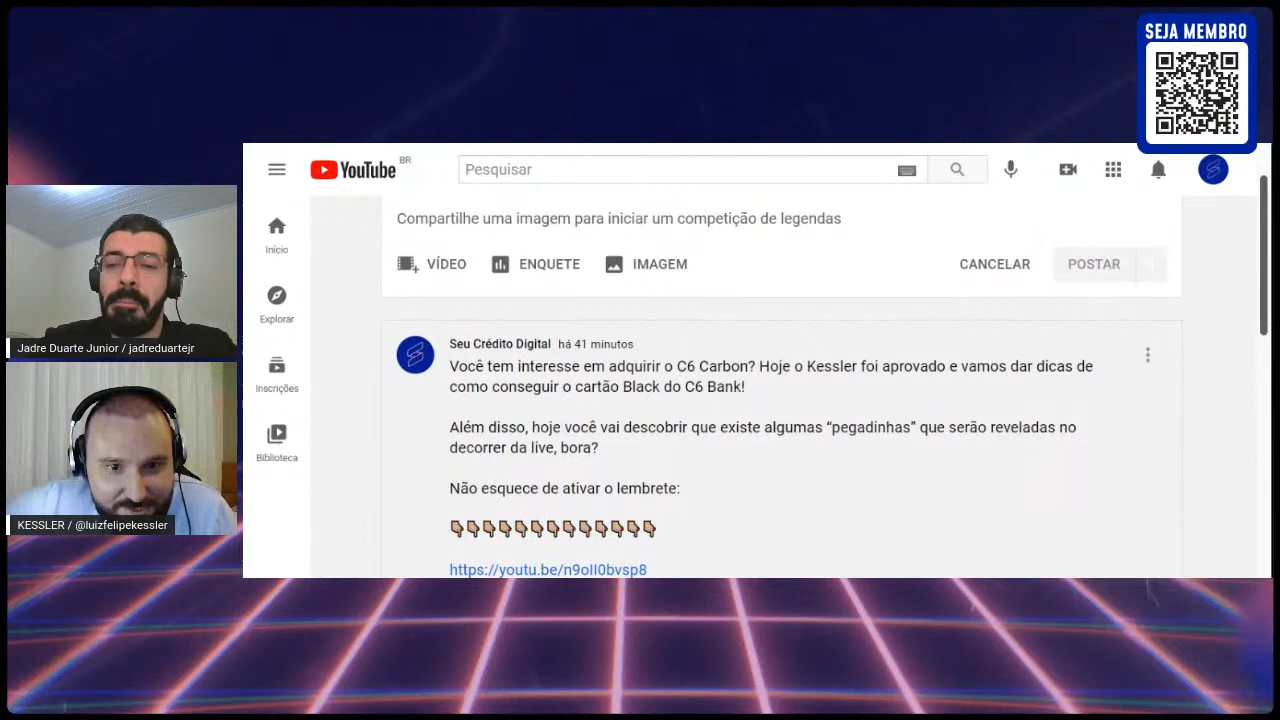 SEJA MEMBRO
YouTube BR
Pesquisar
Início
Explorar
Inscrições
Biblioteca
Compartilhe uma imagem para iniciar um competição de legendas
VÍDEO
ENQUETE
IMAGEM
CANCELAR
POSTAR
Seu Crédito Digital há 41 minutos
Você tem interesse em adquirir o C6 Carbon? Hoje o Kessler foi aprovado e vamos dar dicas de
como conseguir o cartão Black do C6 Bank!
Além disso, hoje você vai descobrir que existe algumas “pegadinhas” que serão reveladas no
decorrer da live, bora?
Não esquece de ativar o lembrete:
https://youtu.be/n9oII0bvsp8
Jadre Duarte Junior / jadreduartejr
KESSLER / @luizfelipekessler